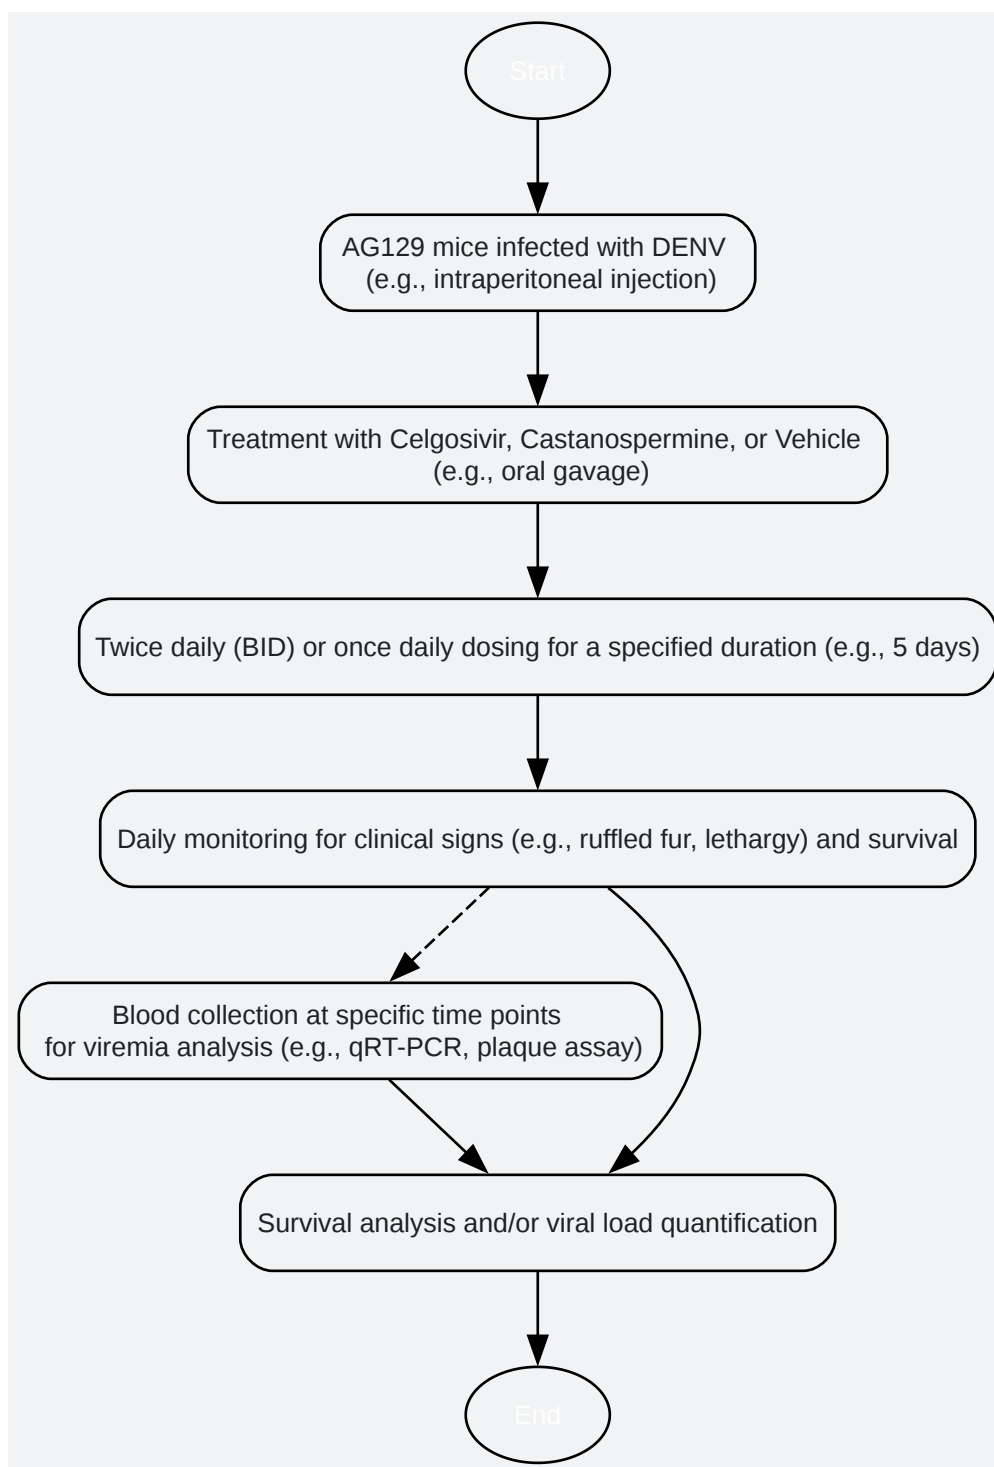 Start
AG129 mice infected with DENV
(e.g., intraperitoneal injection)
Treatment with Celgosivir, Castanospermine, or Vehicle
(e.g., oral gavage)
Twice daily (BID) or once daily dosing for a specified duration (e.g., 5 days)
Daily monitoring for clinical signs (e.g., ruffled fur, lethargy) and survival
Blood collection at specific time points
for viremia analysis (e.g., qRT-PCR, plaque assay)
Survival analysis and/or viral load quantification
End